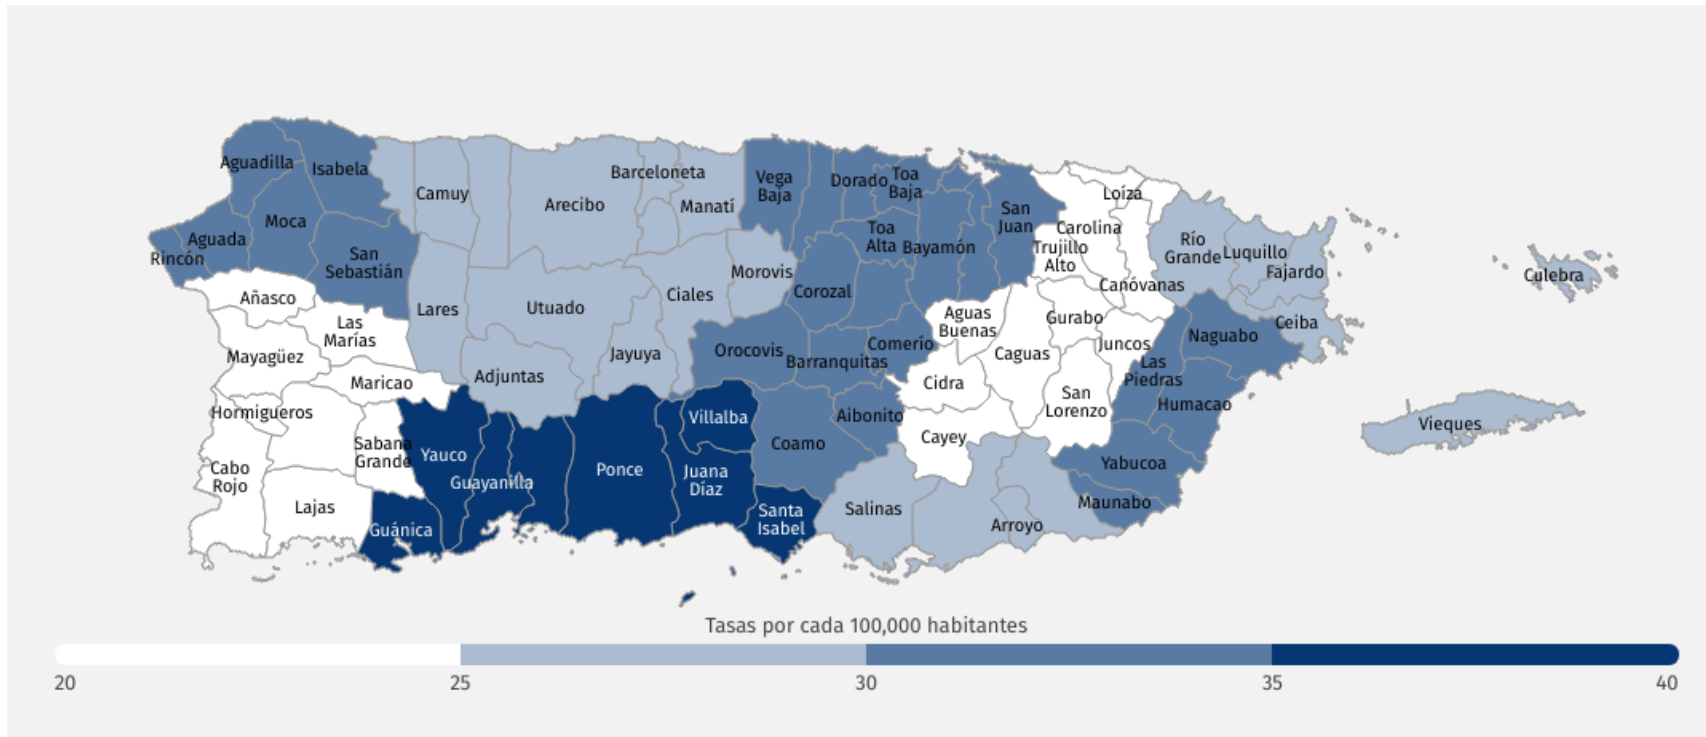 Aguadilla
Isabela
Camuy
Arecibo
Barceloneta
Manatí
Vega
Baja
Dorado
Toa
Baja
San
Juan
Loíza
Carolina
Trujillo
Alto
Canóvanas
Río
Grande
Luquillo
Fajardo
Culebra
Ceiba
Rincón
Aguada
Moca
San
Sebastián
Lares
Utuado
Ciales
Morovis
Corozal
Toa
Alta
Bayamón
Aguas
Buenas
Gurabo
Juncos
Caguas
Naguabo
Las
Piedras
Humacao
Añasco
Las
Marías
Mayagüez
Maricao
Adjuntas
Jayuya
Orocovis
Barranquitas
Comerío
Cidra
San
Lorenzo
Hormigueros
Sabana
Grande
Yauco
Guayanilla
Ponce
Villalba
Juana
Díaz
Coamo
Aibonito
Cayey
Yabucoa
Maunabo
Vieques
Cabo
Rojo
Lajas
Guánica
Santa
Isabel
Salinas
Arroyo
Tasas por cada 100,000 habitantes
20 25 30 35 40